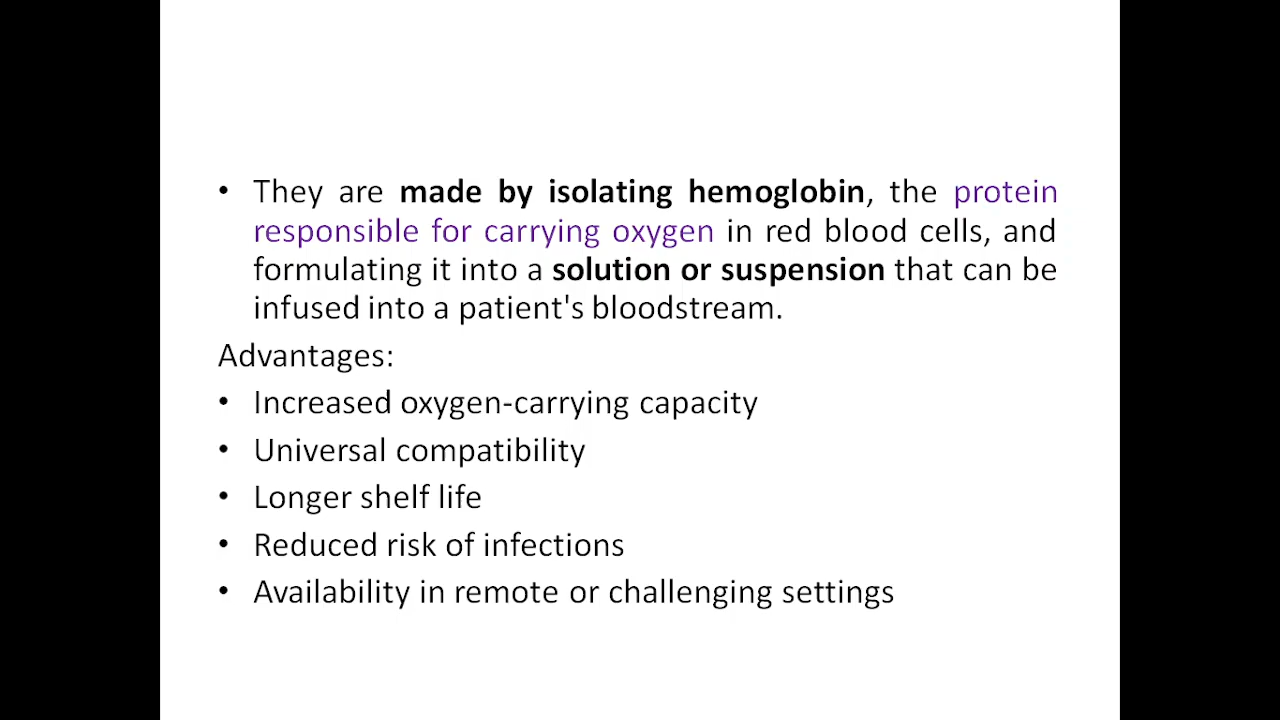 • They are made by isolating hemoglobin, the protein
responsible for carrying oxygen in red blood cells, and
formulating it into a solution or suspension that can be
infused into a patient's bloodstream.
Advantages:
• Increased oxygen-carrying capacity
• Universal compatibility
• Longer shelf life
• Reduced risk of infections
• Availability in remote or challenging settings